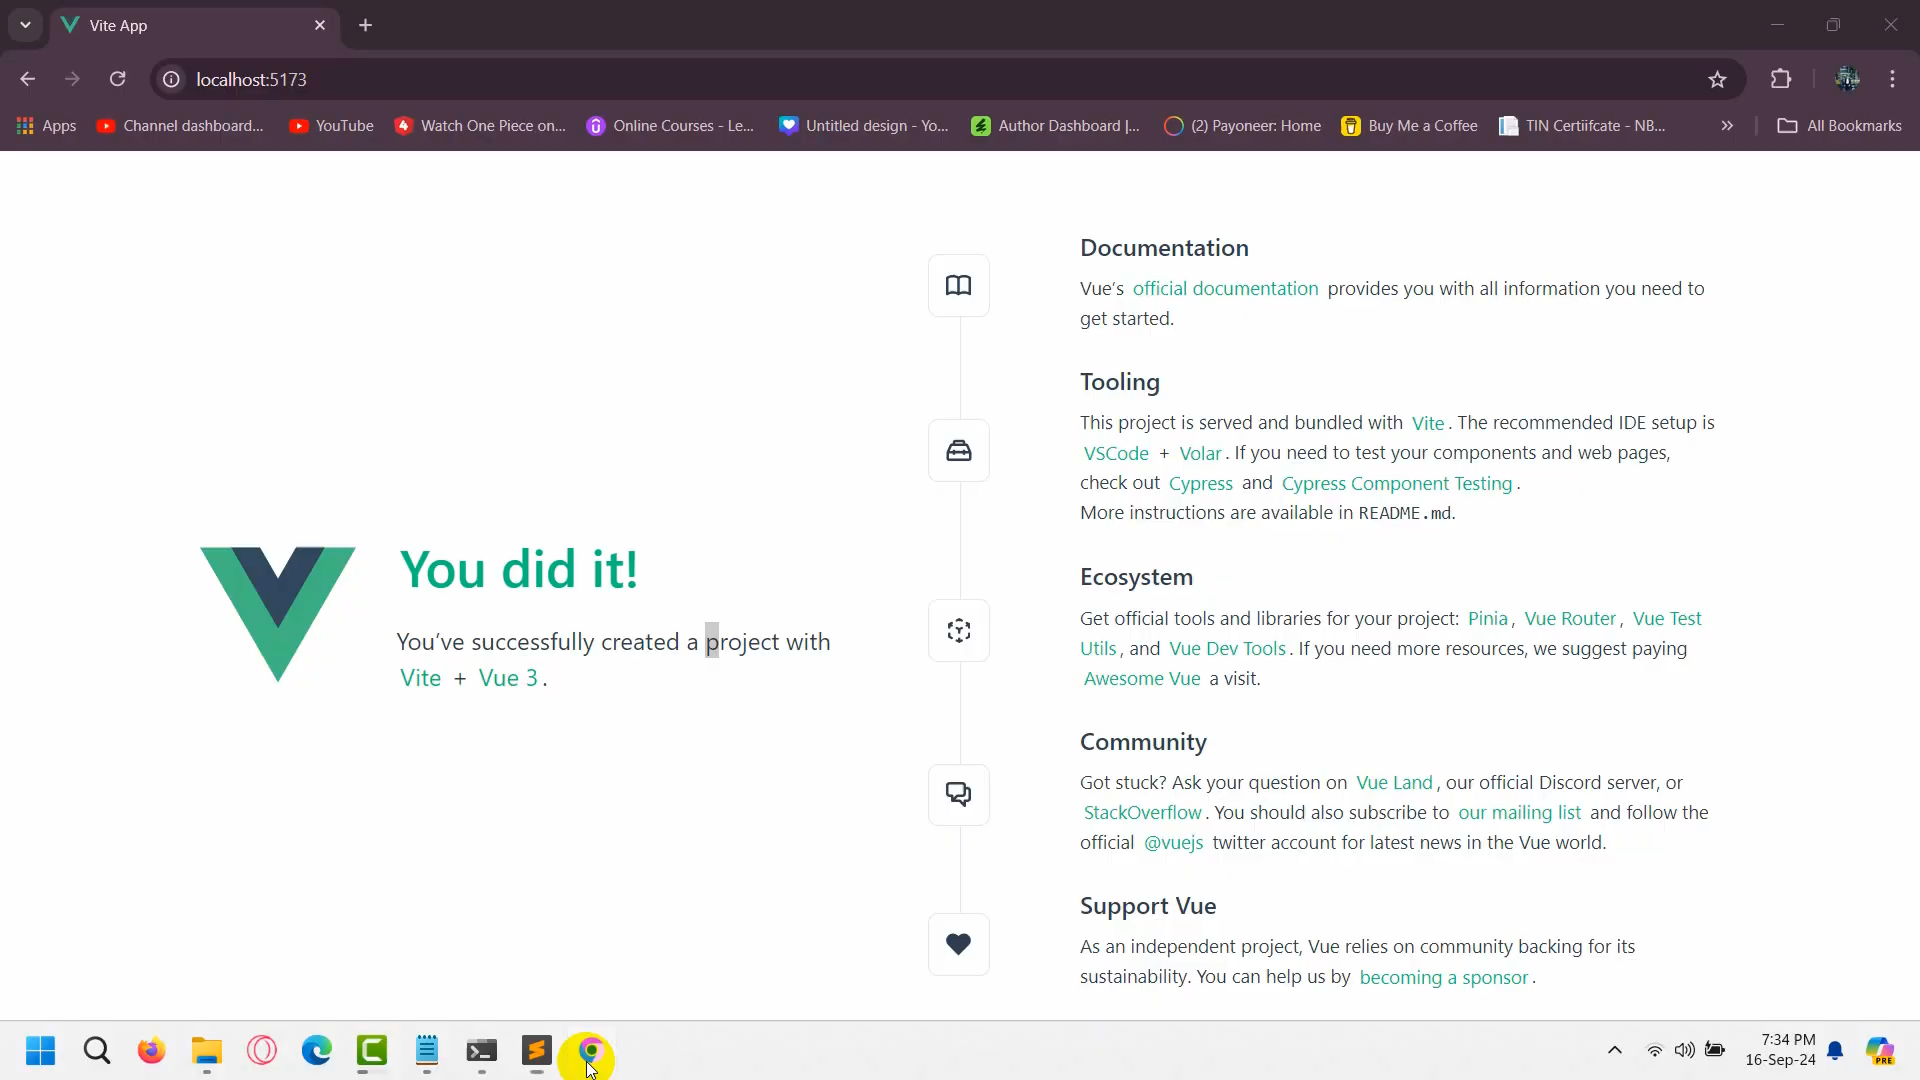 Vite App
localhost:5173
Apps
Channel dashboard...
YouTube
Watch One Piece on...
Online Courses - Le...
Untitled design - Yo...
Author Dashboard |...
(2) Payoneer: Home
Buy Me a Coffee
TIN Certiifcate - NB...
All Bookmarks
You did it!
You’ve successfully created a project with
Vite + Vue 3.
Documentation
Vue’s official documentation provides you with all information you need to
get started.
Tooling
This project is served and bundled with Vite. The recommended IDE setup is
VSCode + Volar. If you need to test your components and web pages,
check out Cypress and Cypress Component Testing.
More instructions are available in README.md.
Ecosystem
Get official tools and libraries for your project: Pinia, Vue Router, Vue Test
Utils, and Vue Dev Tools. If you need more resources, we suggest paying
Awesome Vue a visit.
Community
Got stuck? Ask your question on Vue Land, our official Discord server, or
StackOverflow. You should also subscribe to our mailing list and follow the
official @vuejs twitter account for latest news in the Vue world.
Support Vue
As an independent project, Vue relies on community backing for its
sustainability. You can help us by becoming a sponsor.
7:34 PM
16-Sep-24
PRE